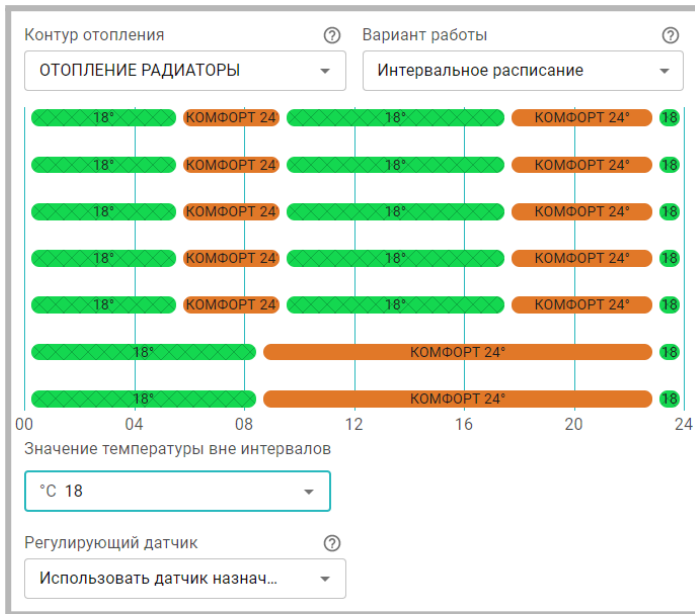 Контур отопления Вариант работы
ОТОПЛЕНИЕ РАДИАТОРЫ Интервальное расписание
18° КОМФОРТ 24 18° КОМФОРТ 24° 18
18° КОМФОРТ 24 18° КОМФОРТ 24° 18
18° КОМФОРТ 24 18° КОМФОРТ 24° 18
18° КОМФОРТ 24 18° КОМФОРТ 24° 18
18° КОМФОРТ 24 18° КОМФОРТ 24° 18
18° КОМФОРТ 24° 18
18° КОМФОРТ 24° 18
00 04 08 12 16 20 24
Значение температуры вне интервалов
°C 18
Регулирующий датчик
Использовать датчик назнач...